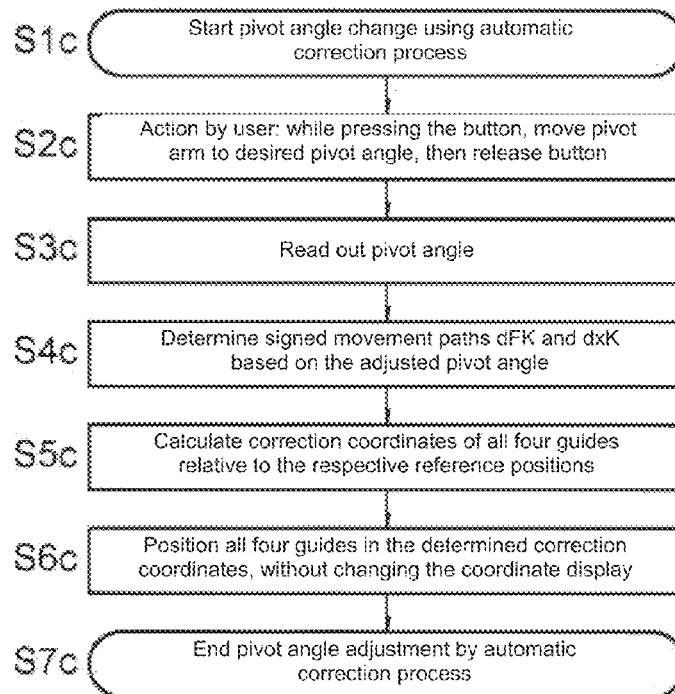 S1c
Start pivot angle change using automatic
correction process
S2c
Action by user: while pressing the button, move pivot
arm to desired pivot angle, then release button
S3c
Read out pivot angle
S4c
Determine signed movement paths dFK and dxK
based on the adjusted pivot angle
S5c
Calculate correction coordinates of all four guides
relative to the respective reference positions
S6c
Position all four guides in the determined correction
coordinates, without changing the coordinate display
S7c
End pivot angle adjustment by automatic
correction process